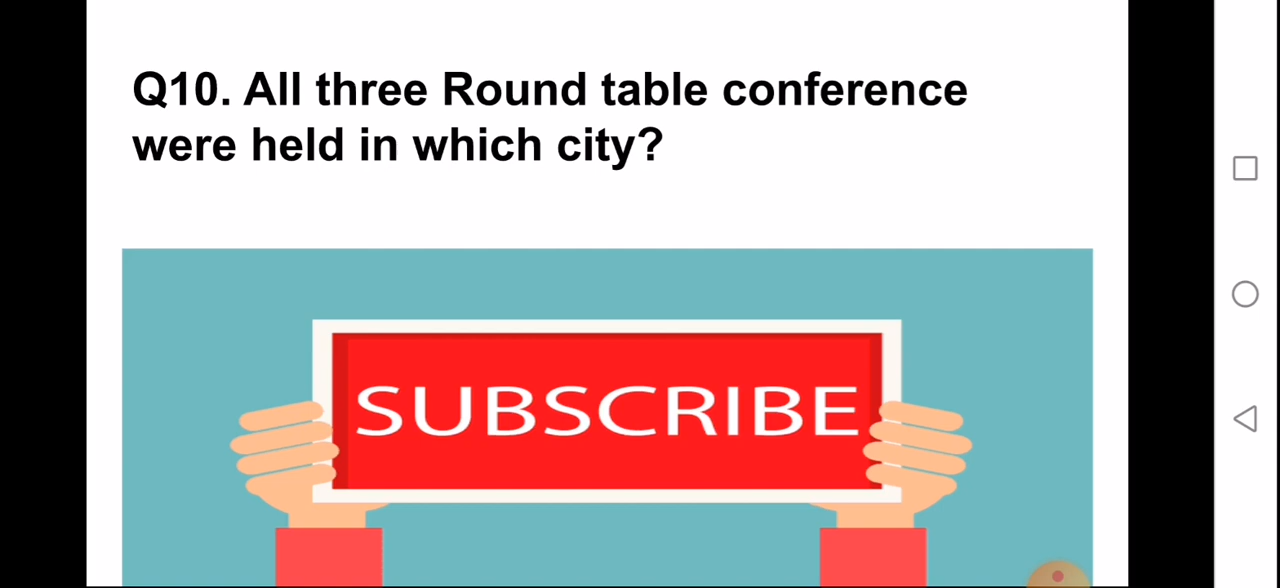 Q10. All three Round table conference
were held in which city?
SUBSCRIBE